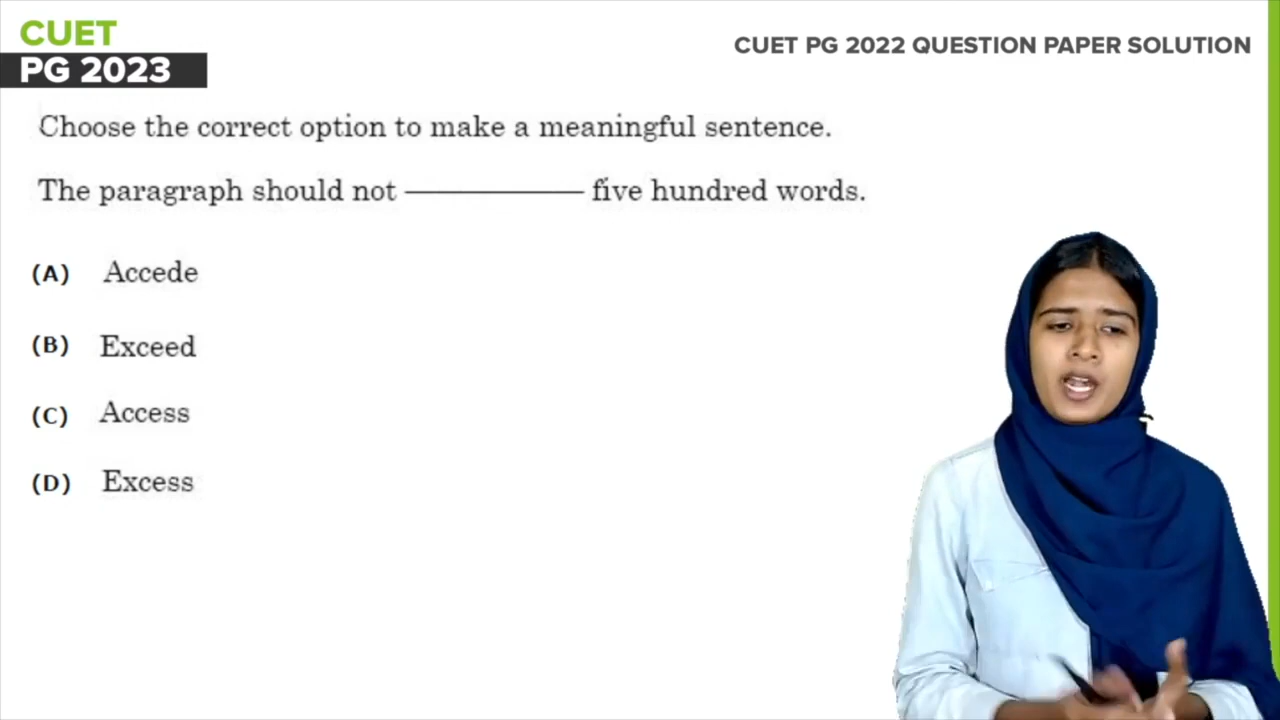 CUET
PG 2023
CUET PG 2022 QUESTION PAPER SOLUTION
Choose the correct option to make a meaningful sentence.
The paragraph should not ————— five hundred words.
(A) Accede
(B) Exceed
(C) Access
(D) Excess